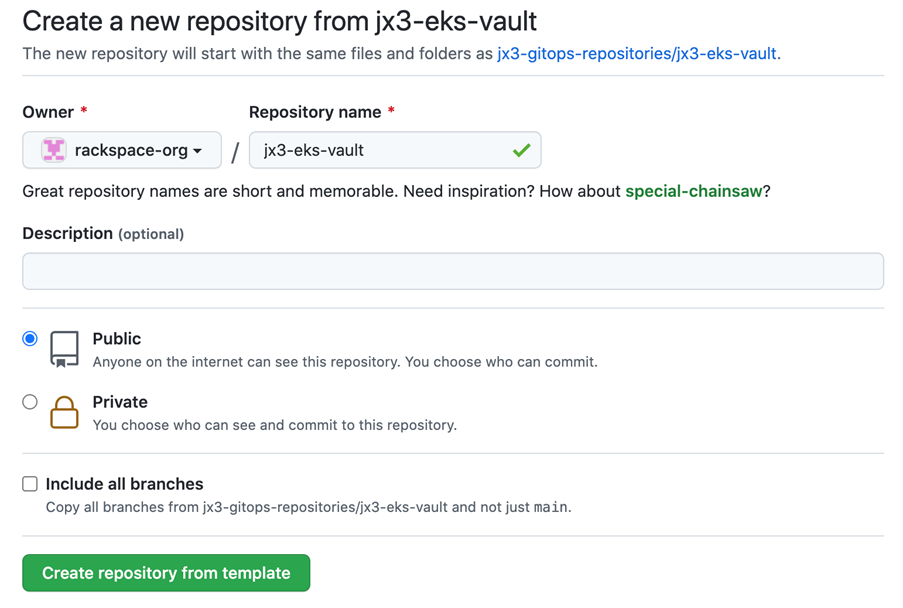 Create a new repository from jx3-eks-vault
The new repository will start with the same files and folders as jx3-gitops-repositories/jx3-eks-vault.
Owner * Repository name *
rackspace-org / jx3-eks-vault
Great repository names are short and memorable. Need inspiration? How about special-chainsaw?
Description (optional)
Public
Anyone on the internet can see this repository. You choose who can commit.
Private
You choose who can see and commit to this repository.
Include all branches
Copy all branches from jx3-gitops-repositories/jx3-eks-vault and not just main.
Create repository from template